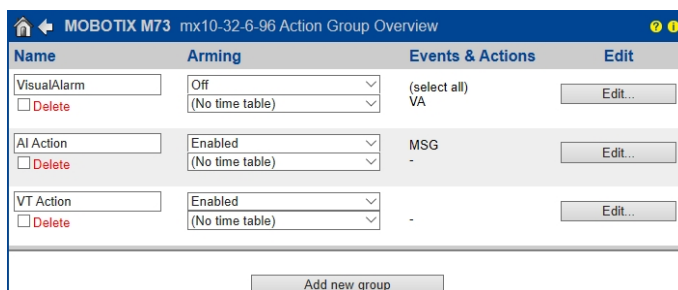 MOBOTIX M73 mx10-32-6-96 Action Group Overview
Name Arming Events & Actions Edit
VisualAlarm Off (select all) Edit...
Delete (No time table) VA
AI Action Enabled MSG Edit...
Delete (No time table) -
VT Action Enabled Edit...
Delete (No time table) -
Add new group